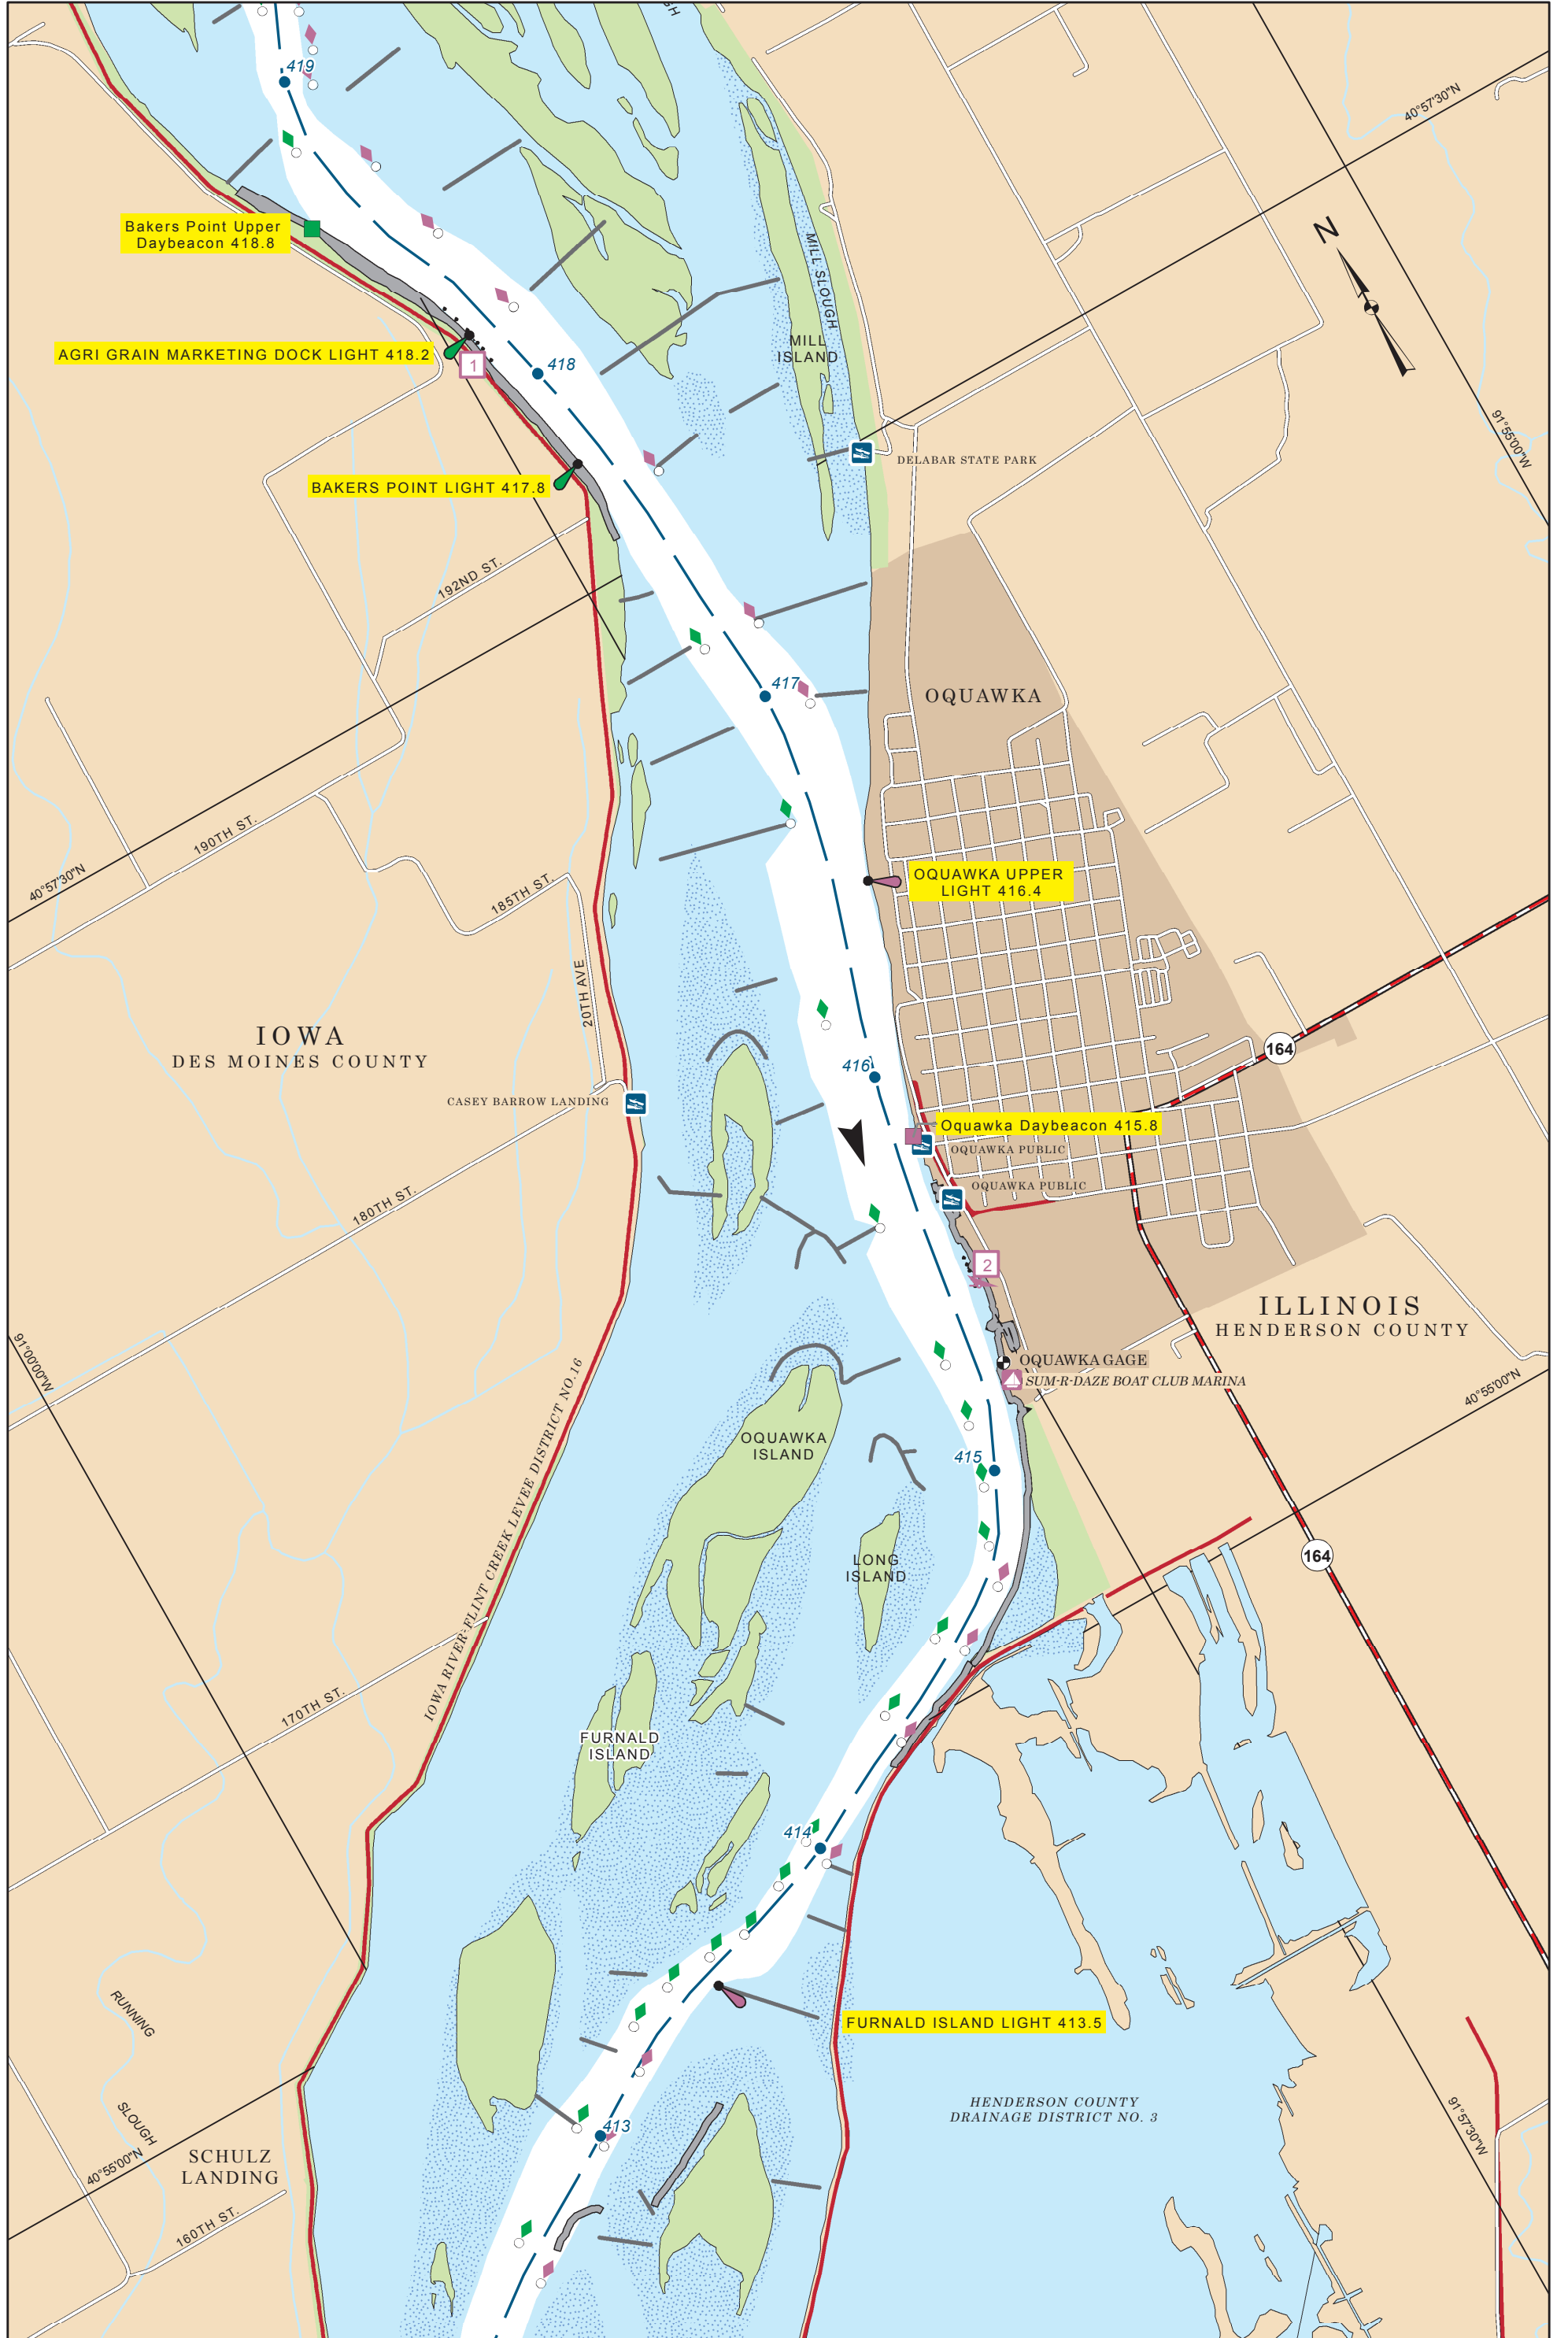 GH
419
40°57'30"N
Bakers Point Upper
Daybeacon 418.8
N
MILL SLOUGH
AGRI GRAIN MARKETING DOCK LIGHT 418.2
1
418
MILL
ISLAND
91°55'00"W
DELABAR STATE PARK
BAKERS POINT LIGHT 417.8
192ND ST.
417
OQUAWKA
190TH ST.
40°57'30"N
185TH ST.
OQUAWKA UPPER
LIGHT 416.4
20TH AVE
IOWA
DES MOINES COUNTY
164
416
CASEY BARROW LANDING
Oquawka Daybeacon 415.8
OQUAWKA PUBLIC
OQUAWKA PUBLIC
180TH ST.
2
ILLINOIS
HENDERSON COUNTY
91°00'00"W
OQUAWKA GAGE
SUM-R-DAZE BOAT CLUB MARINA
40°55'00"N
IOWA RIVER-FLINT CREEK LEVEE DISTRICT NO.16
OQUAWKA
ISLAND
415
LONG
ISLAND
164
170TH ST.
FURNALD
ISLAND
414
RUNNING
FURNALD ISLAND LIGHT 413.5
HENDERSON COUNTY
DRAINAGE DISTRICT NO. 3
413
SLOUGH
91°57'30"W
40°55'00"N
SCHULZ
LANDING
160TH ST.